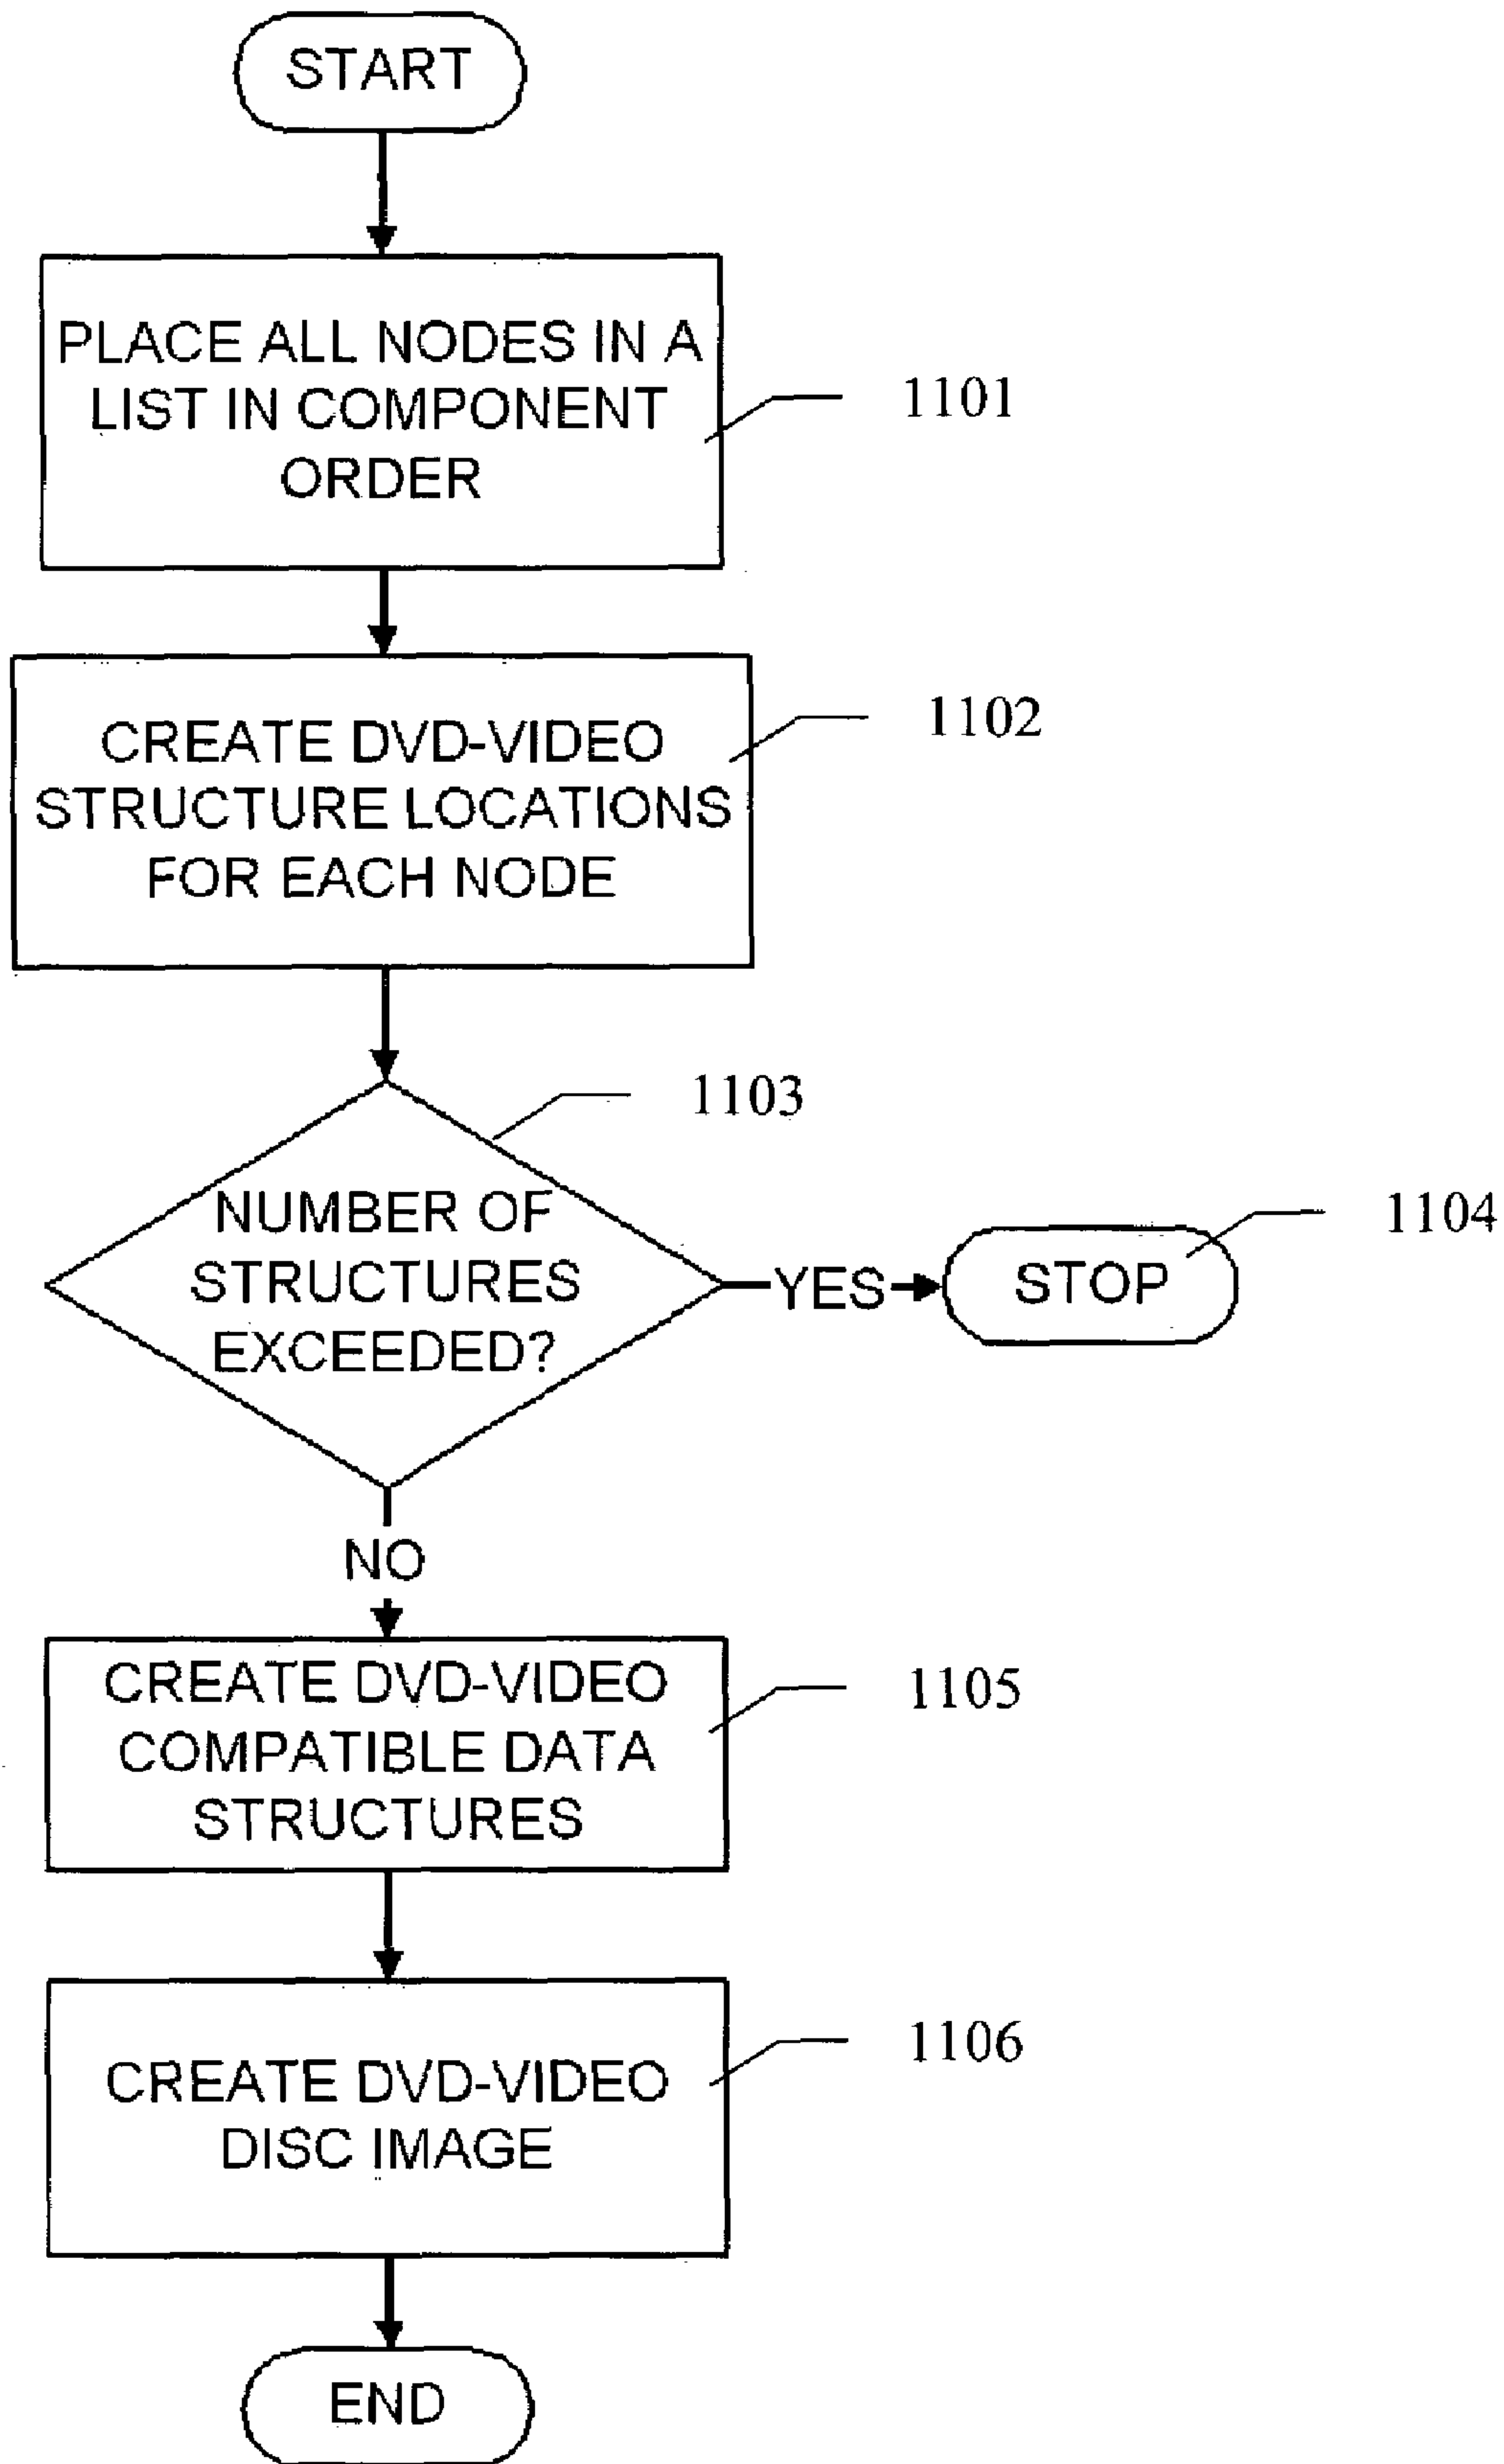 START
PLACE ALL NODES IN A
LIST IN COMPONENT
ORDER
1101
CREATE DVD-VIDEO
STRUCTURE LOCATIONS
FOR EACH NODE
1102
NUMBER OF
STRUCTURES
EXCEEDED?
1103
YES
STOP
1104
NO
CREATE DVD-VIDEO
COMPATIBLE DATA
STRUCTURES
1105
CREATE DVD-VIDEO
DISC IMAGE
1106
END